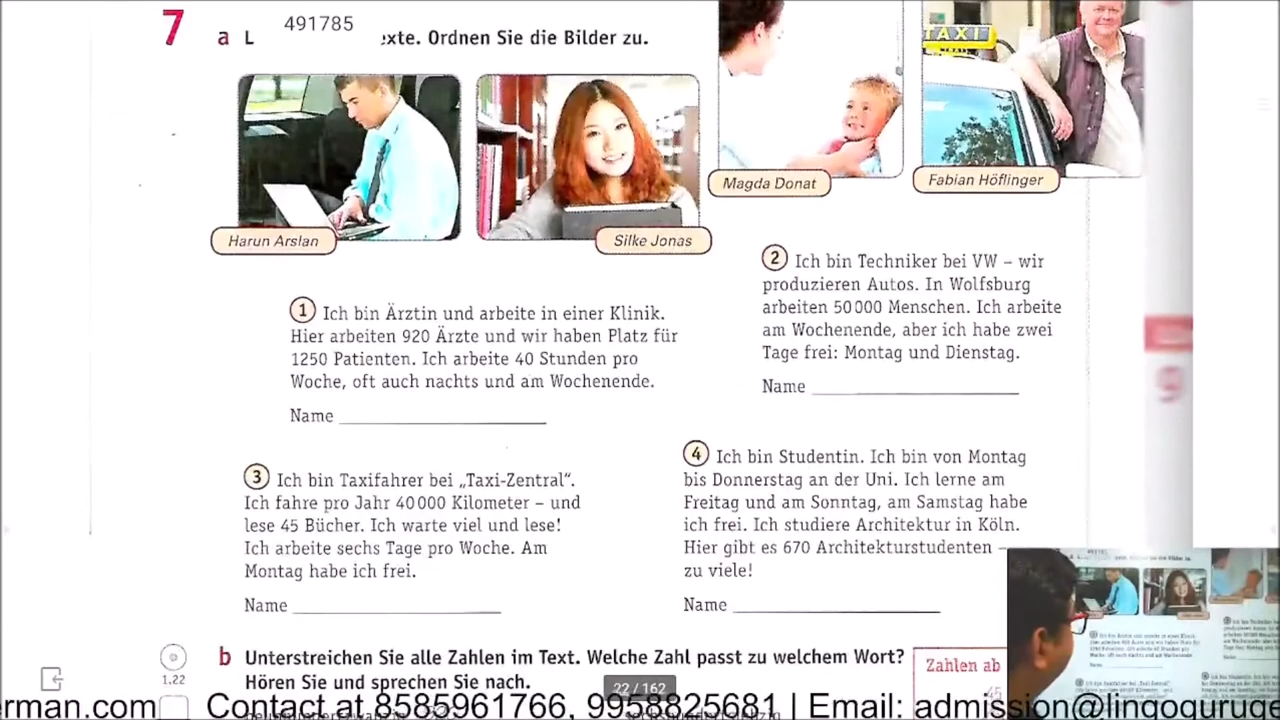 7
491785
a L
xte. Ordnen Sie die Bilder zu.
TAXI
Harun Arslan
Silke Jonas
Magda Donat
Fabian Höflinger
1 Ich bin Ärztin und arbeite in einer Klinik.
Hier arbeiten 920 Ärzte und wir haben Platz für
1250 Patienten. Ich arbeite 40 Stunden pro
Woche, oft auch nachts und am Wochenende.
Name
2 Ich bin Techniker bei VW – wir
produzieren Autos. In Wolfsburg
arbeiten 50 000 Menschen. Ich arbeite
am Wochenende, aber ich habe zwei
Tage frei: Montag und Dienstag.
Name
3 Ich bin Taxifahrer bei „Taxi-Zentral“.
Ich fahre pro Jahr 40 000 Kilometer – und
lese 45 Bücher. Ich warte viel und lese!
Ich arbeite sechs Tage pro Woche. Am
Montag habe ich frei.
Name
4 Ich bin Studentin. Ich bin von Montag
bis Donnerstag an der Uni. Ich lerne am
Freitag und am Sonntag, am Samstag habe
ich frei. Ich studiere Architektur in Köln.
Hier gibt es 670 Architekturstudenten –
zu viele!
Name
9
1.22
b Unterstreichen Sie alle Zahlen im Text. Welche Zahl passt zu welchem Wort?
Hören Sie und sprechen Sie nach.
Zahlen ab
22 / 162
erman.com Contact at 8585961766, 9958825681 | Email: admission@lingoguruge